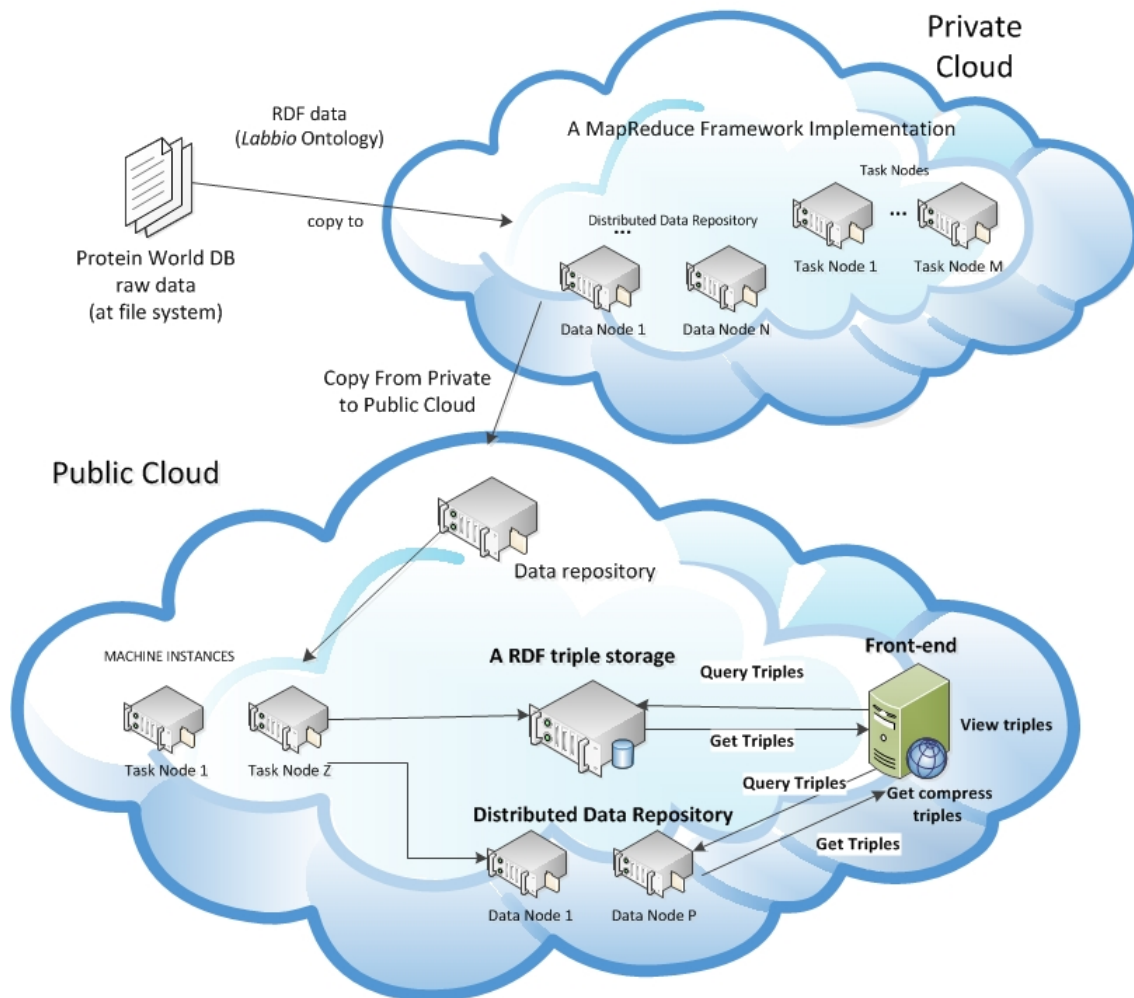 Private
Cloud
RDF data
(Labbio Ontology)
A MapReduce Framework Implementation
Task Nodes
...
copy to
Distributed Data Repository
...
Protein World DB
raw data
(at file system)
Task Node 1
Task Node M
Data Node 1
Data Node N
Copy From Private
to Public Cloud
Public Cloud
Data repository
MACHINE INSTANCES
A RDF triple storage
Front-end
Query Triples
View triples
Get Triples
Task Node 1
Task Node Z
Query Triples
Get compress
triples
Distributed Data Repository
Get Triples
Data Node 1
Data Node P